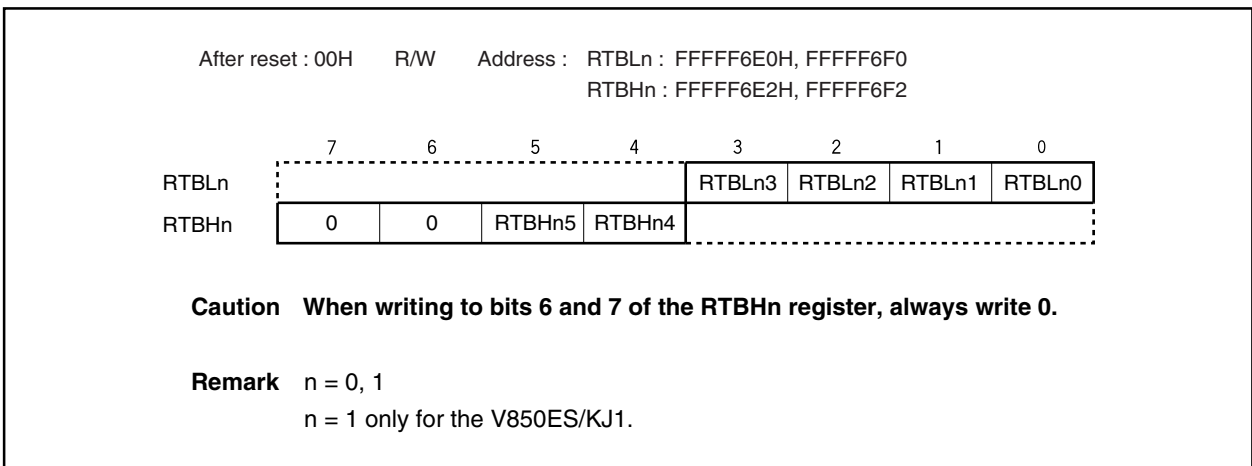 After reset : 00H R/W Address : RTBLn : FFFFF6E0H, FFFFF6F0
RTBHn : FFFFF6E2H, FFFFF6F2
7 6 5 4 3 2 1 0
RTBLn RTBLn3 RTBLn2 RTBLn1 RTBLn0
RTBHn 0 0 RTBHn5 RTBHn4
Caution When writing to bits 6 and 7 of the RTBHn register, always write 0.
Remark n = 0, 1
n = 1 only for the V850ES/KJ1.